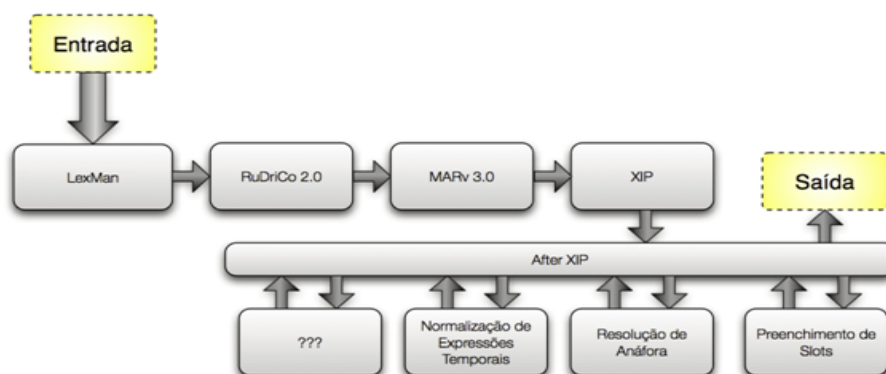 Entrada
LexMan
RuDriCo 2.0
MARv 3.0
XIP
Saída
After XIP
???
Normalização de
Expressões
Temporais
Resolução de
Anáfora
Preenchimento de
Slots